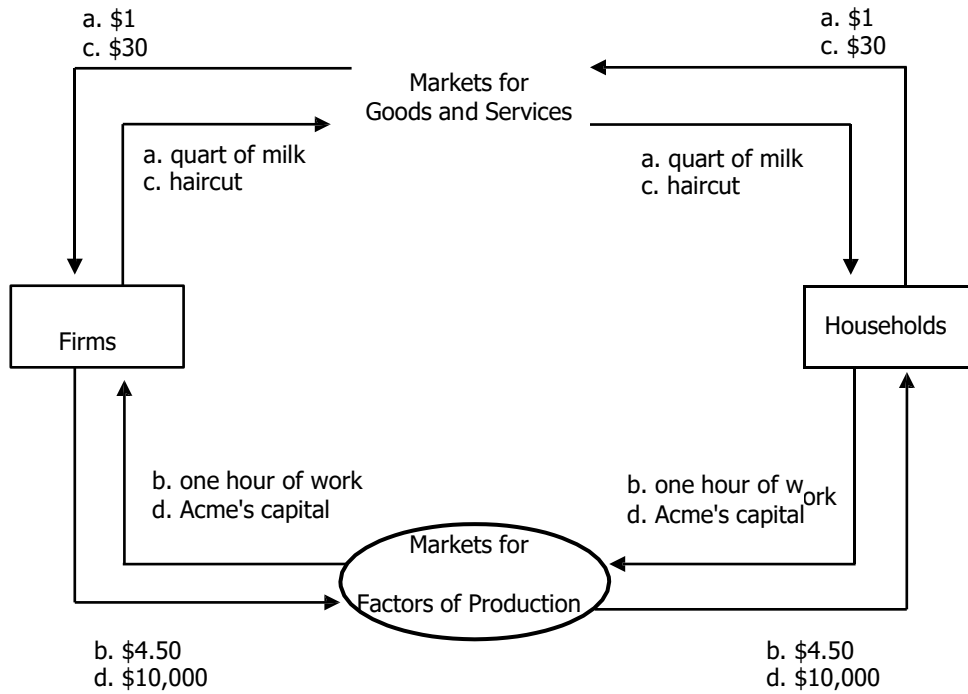 a. $1
c. $30
a. $1
c. $30
Markets for
Goods and Services
a. quart of milk
c. haircut
a. quart of milk
c. haircut
Firms
Households
b. one hour of work
d. Acme's capital
b. one hour of work
d. Acme's capital
Markets for
Factors of Production
b. $4.50
d. $10,000
b. $4.50
d. $10,000